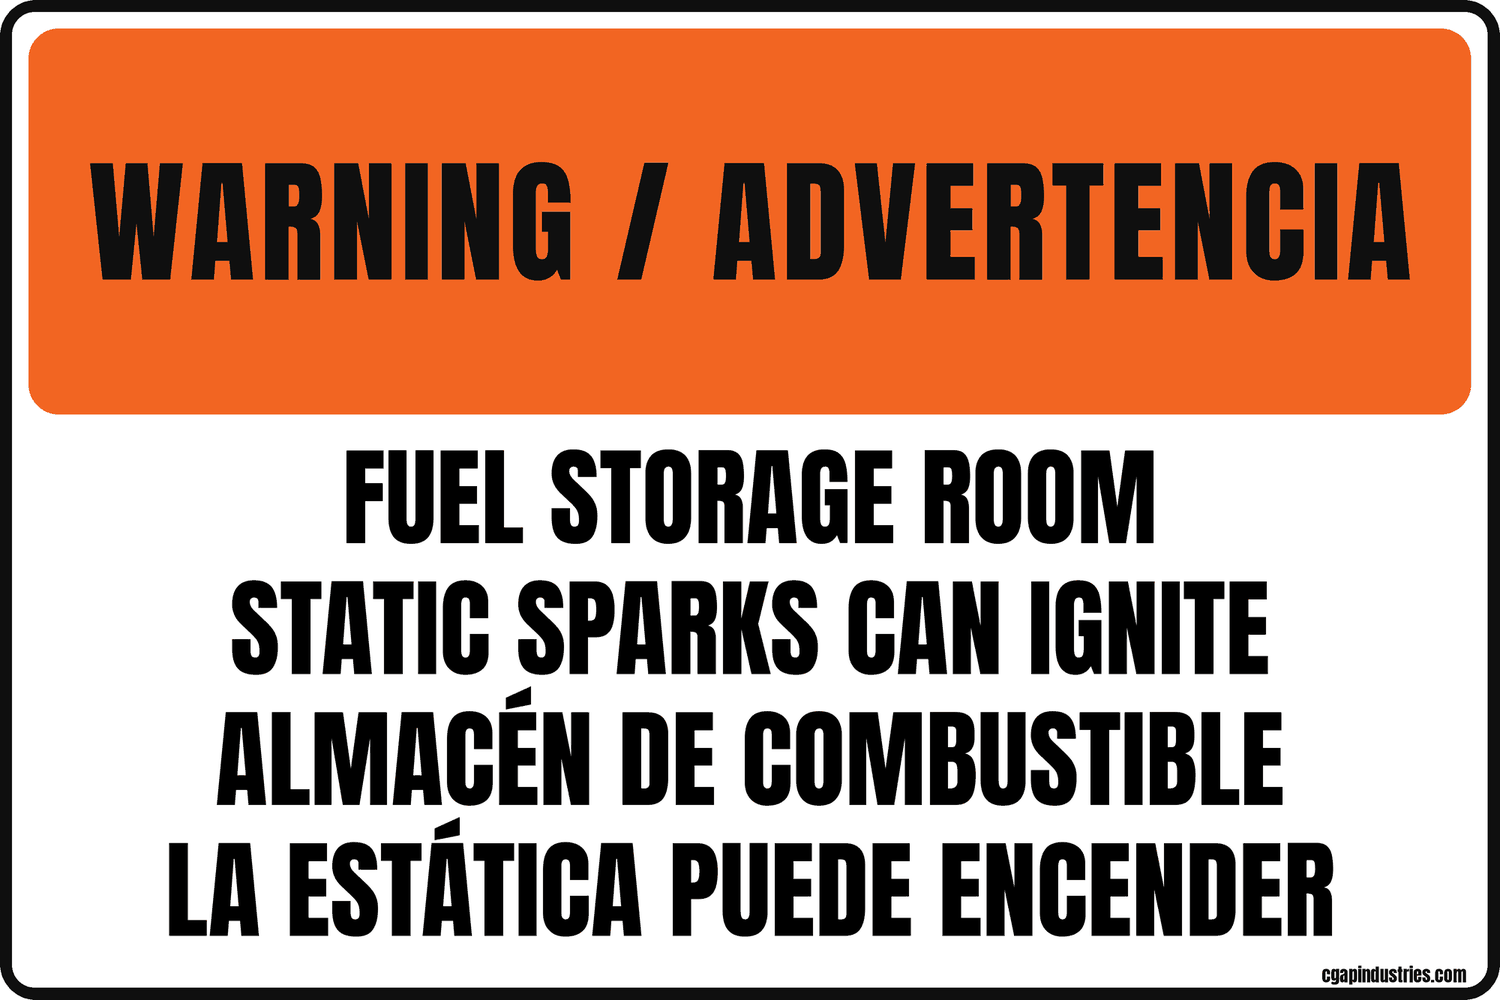 WARNING / ADVERTENCIA
FUEL STORAGE ROOM
STATIC SPARKS CAN IGNITE
ALMACÉN DE COMBUSTIBLE
LA ESTÁTICA PUEDE ENCENDER
cgapindustries.com